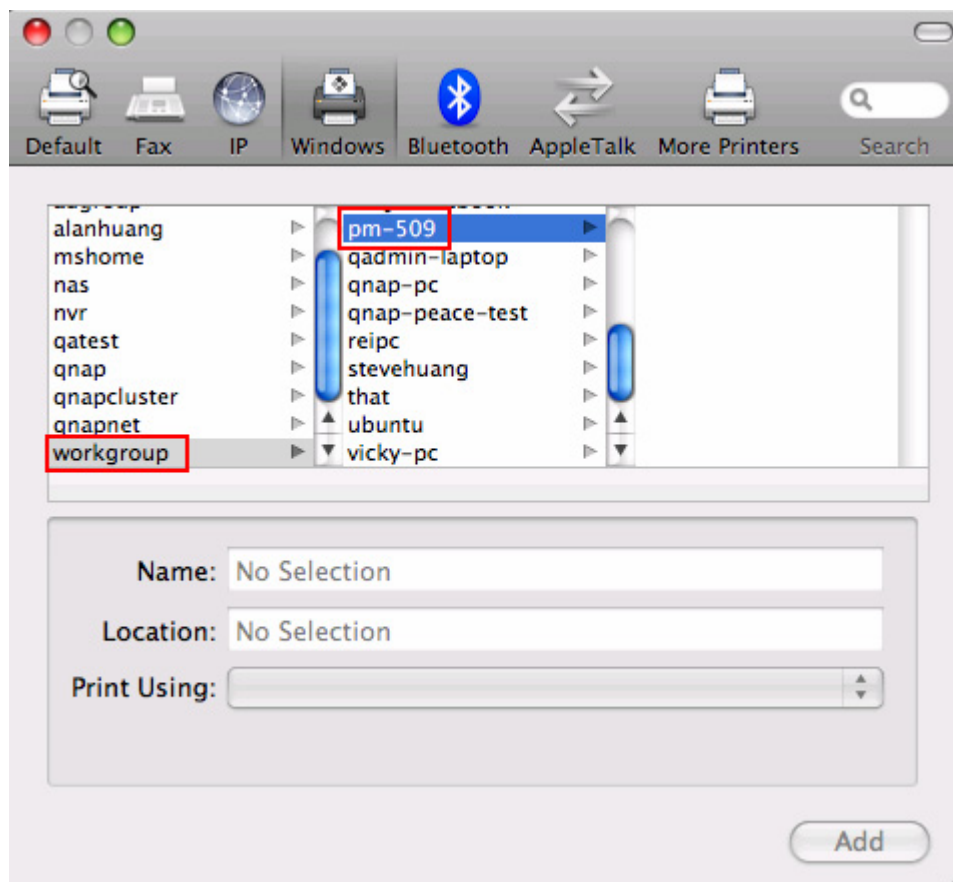 Default Fax IP Windows Bluetooth AppleTalk More Printers Search
alanhuang pm-509
mshome qadmin-laptop
nas qnap-pc
nvr qnap-peace-test
qatest reipc
qnap stevehuang
qnapcluster that
qnapnet ubuntu
workgroup vicky-pc
Name: No Selection
Location: No Selection
Print Using:
Add